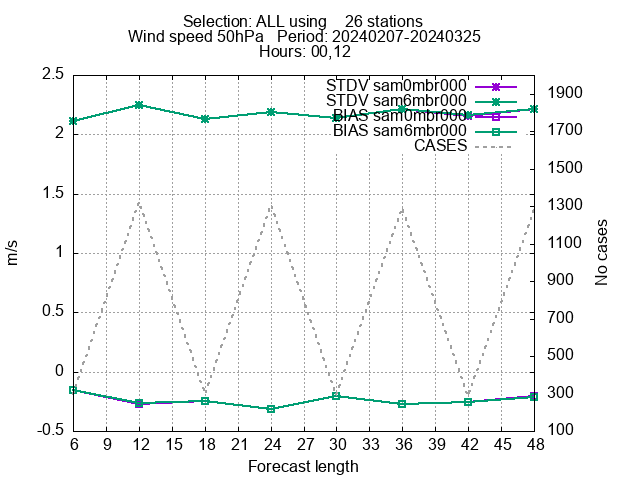 Selection: ALL using    26 stations
Wind speed 50hPa   Period: 20240207-20240325
Hours: 00,12
STDV sam0mbr000
STDV sam6mbr000
BIAS sam0mbr000
BIAS sam6mbr000
CASES
2.5
2
1.5
1
0.5
0
-0.5
m/s
1900
1700
1500
1300
1100
900
700
500
300
100
No cases
6 9 12 15 18 21 24 27 30 33 36 39 42 45 48
Forecast length